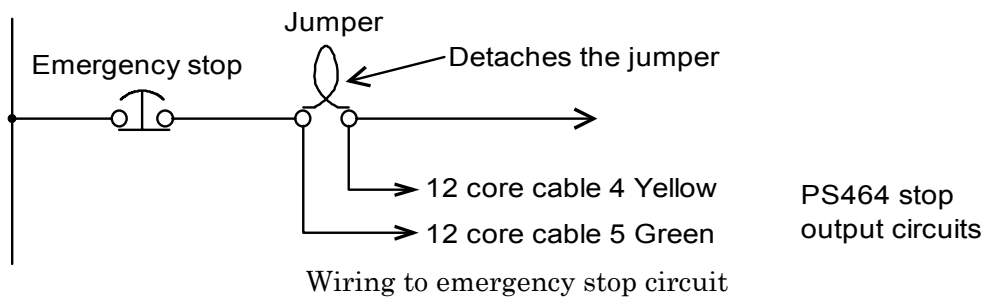 Jumper
Emergency stop
Detaches the jumper
12 core cable 4 Yellow
12 core cable 5 Green
PS464 stop
output circuits
Wiring to emergency stop circuit